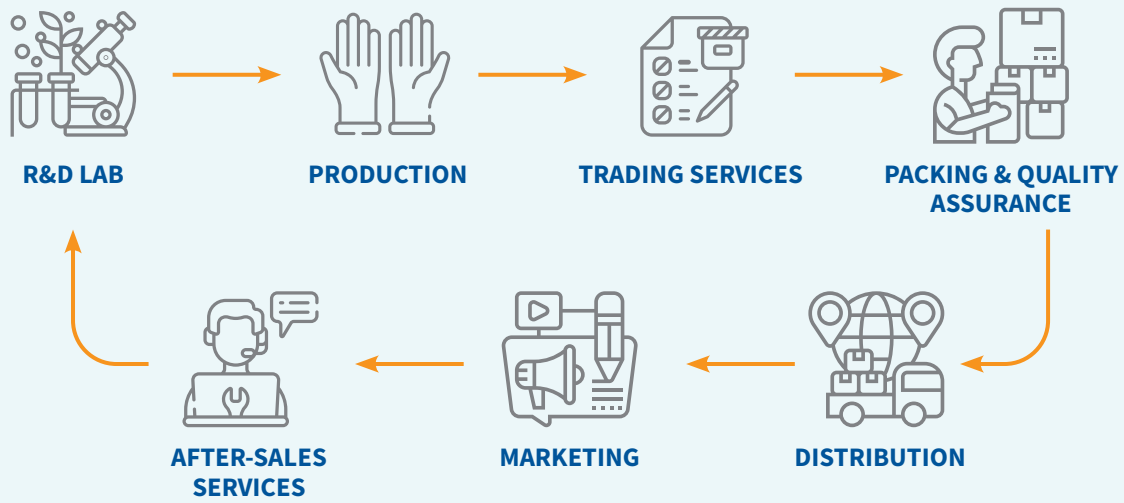 R&D LAB
PRODUCTION
TRADING SERVICES
PACKING & QUALITY
ASSURANCE
AFTER-SALES
SERVICES
MARKETING
DISTRIBUTION